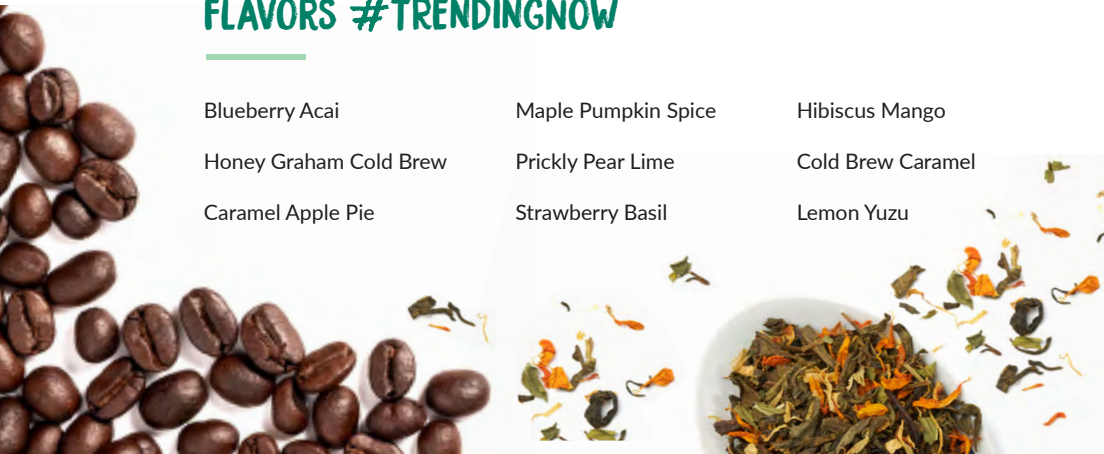 FLAVORS #TRENDINGNOW
Blueberry Acai
Honey Graham Cold Brew
Caramel Apple Pie
Maple Pumpkin Spice
Prickly Pear Lime
Strawberry Basil
Hibiscus Mango
Cold Brew Caramel
Lemon Yuzu